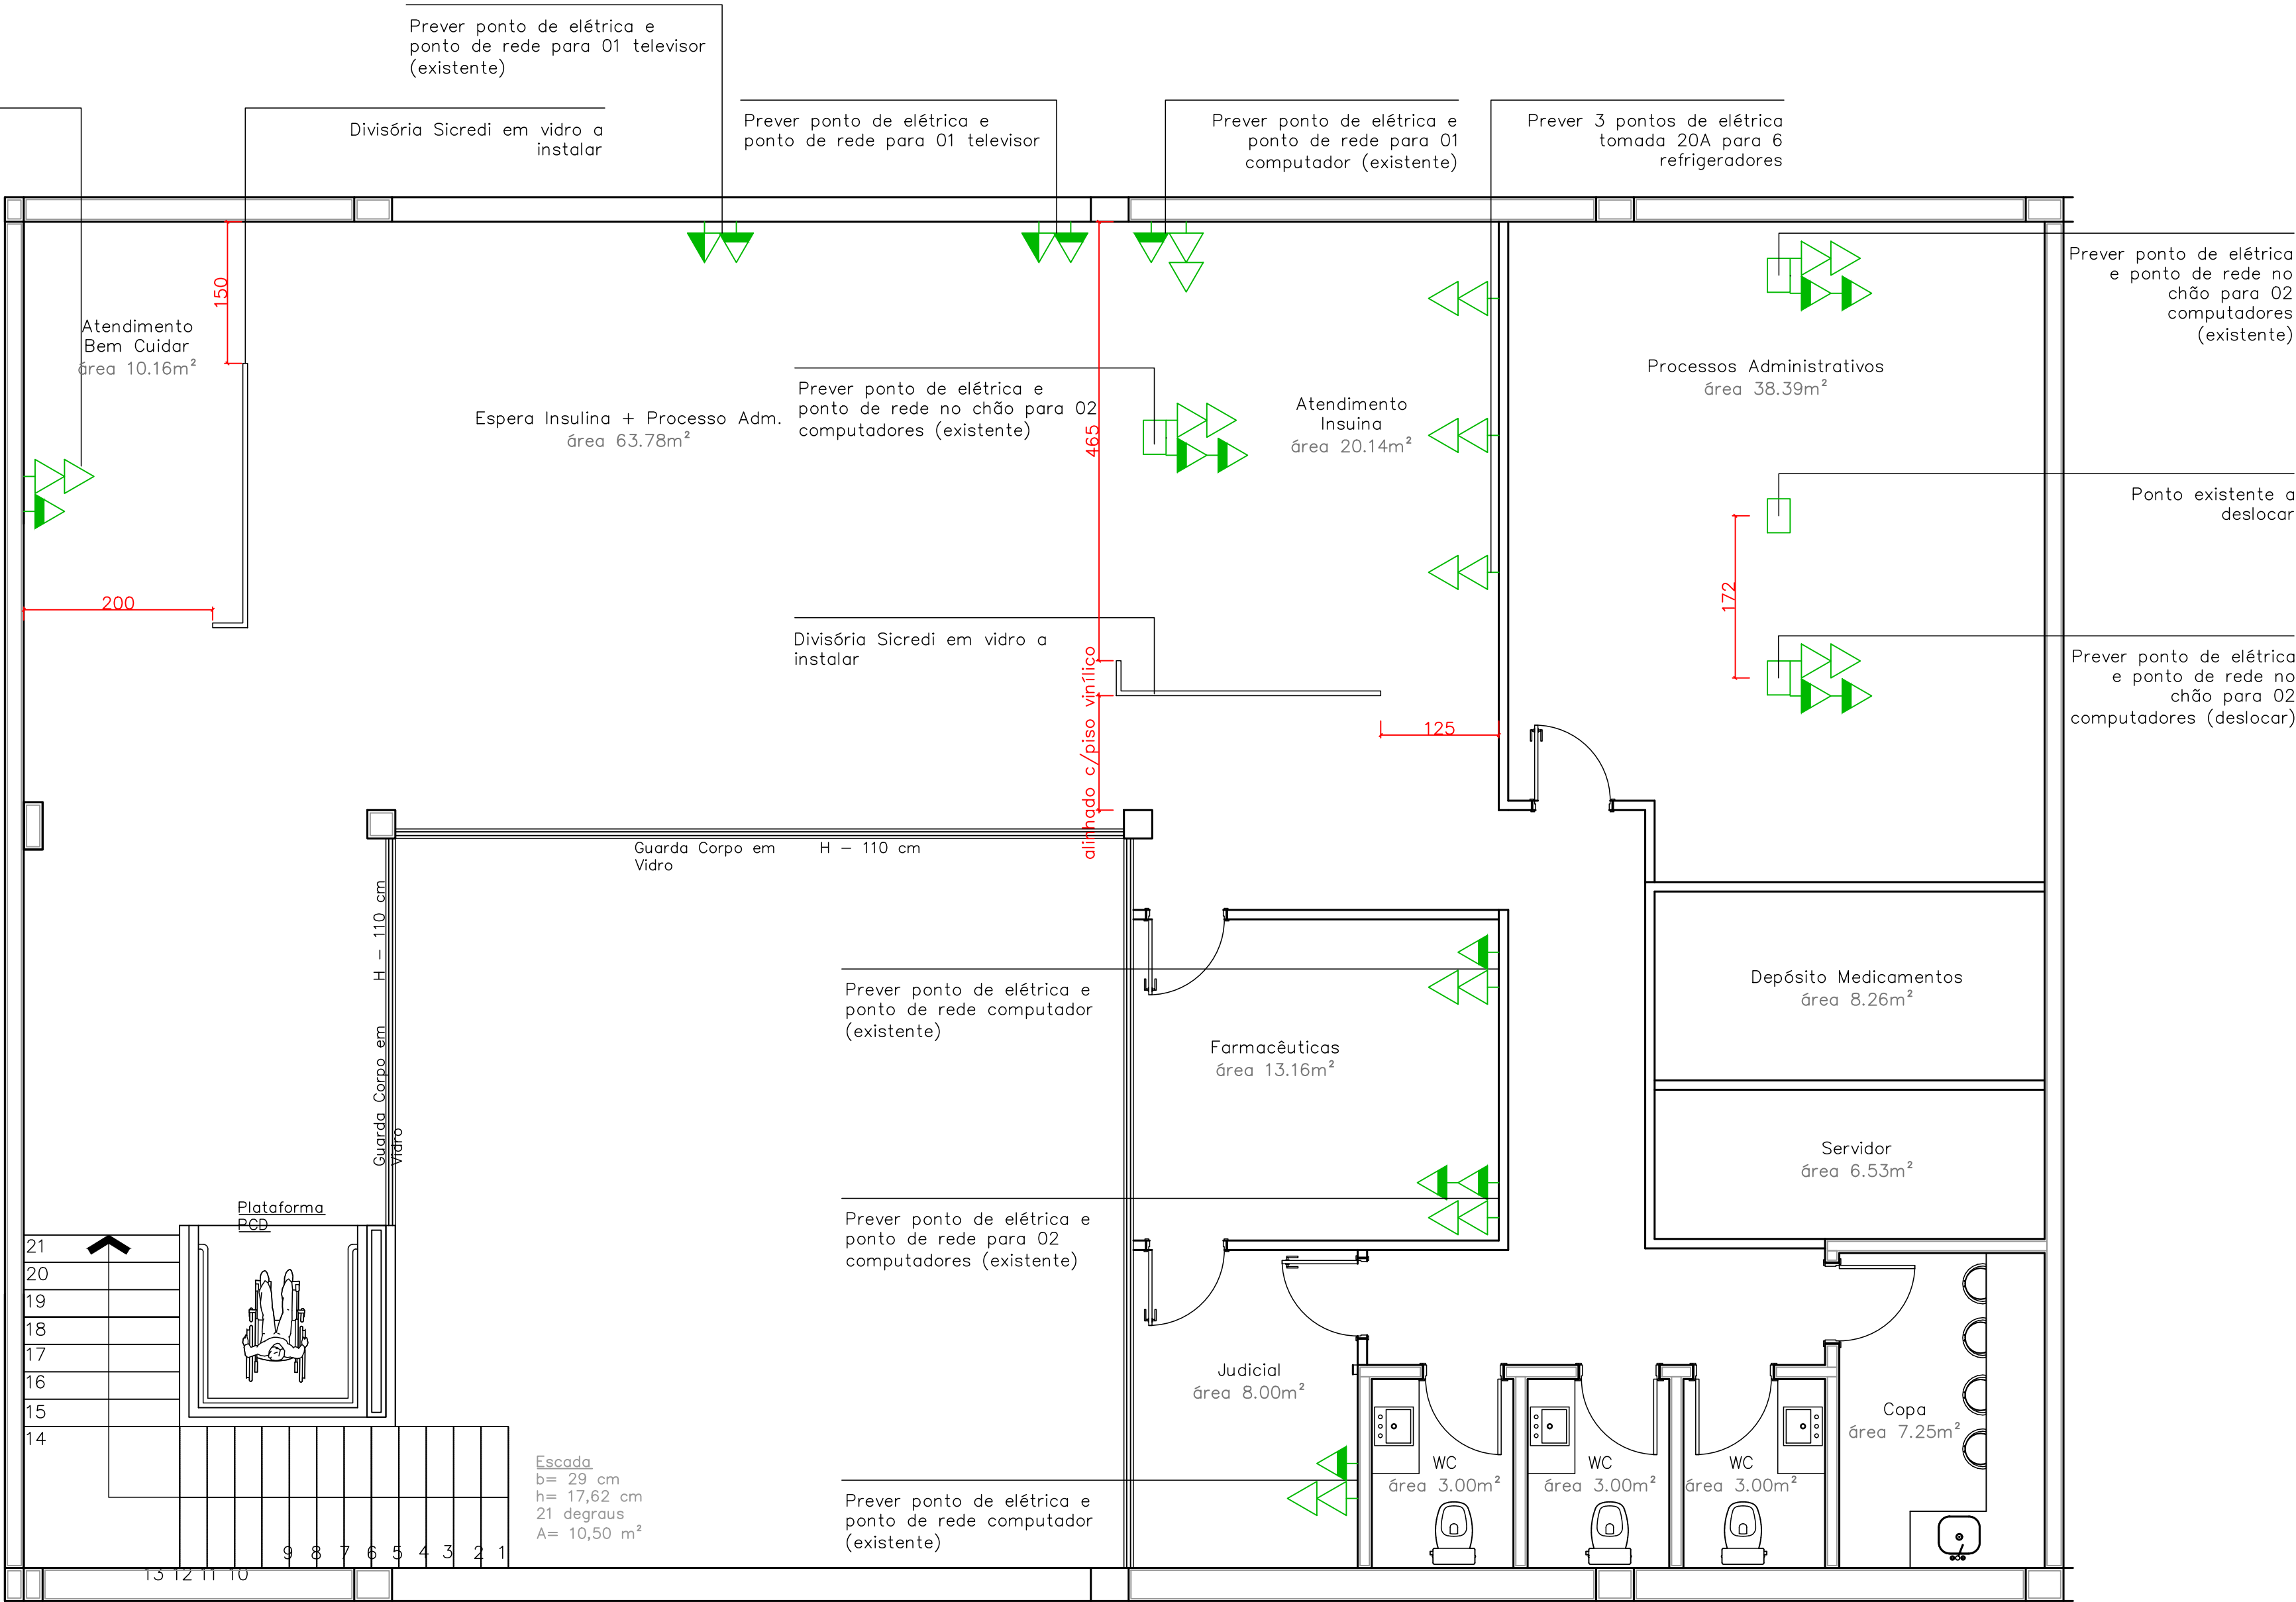 Prever ponto de elétrica e
ponto de rede para 01 televisor
(existente)
Divisória Sicredi em vidro a
instalar
Prever ponto de elétrica e
ponto de rede para 01 televisor
Prever ponto de elétrica e
ponto de rede para 01
computador (existente)
Prever 3 pontos de elétrica
tomada 20A para 6
refrigeradores
Prever ponto de elétrica
e ponto de rede no
chão para 02
computadores
(existente)
150
Atendimento
Bem Cuidar
área 10.16m²
Espera Insulina + Processo Adm.
área 63.78m²
Prever ponto de elétrica e
ponto de rede no chão para 02
computadores (existente)
465
Atendimento
Insuina
área 20.14m²
Processos Administrativos
área 38.39m²
Ponto existente a
deslocar
172
200
Divisória Sicredi em vidro a
instalar
alinhado c/piso vinílico
125
Prever ponto de elétrica
e ponto de rede no
chão para 02
computadores (deslocar)
Guarda Corpo em
Vidro
H - 110 cm
Guarda Corpo em
Vidro
H - 110 cm
Prever ponto de elétrica e
ponto de rede computador
(existente)
Farmacêuticas
área 13.16m²
Depósito Medicamentos
área 8.26m²
Servidor
área 6.53m²
Prever ponto de elétrica e
ponto de rede para 02
computadores (existente)
Plataforma
PCD
21
20
19
18
17
16
15
14
13 12 11 10
9 8 7 6 5 4 3 2 1
Escada
b= 29 cm
h= 17,62 cm
21 degraus
A= 10,50 m²
Judicial
área 8.00m²
Prever ponto de elétrica e
ponto de rede computador
(existente)
WC
área 3.00m²
WC
área 3.00m²
WC
área 3.00m²
Copa
área 7.25m²